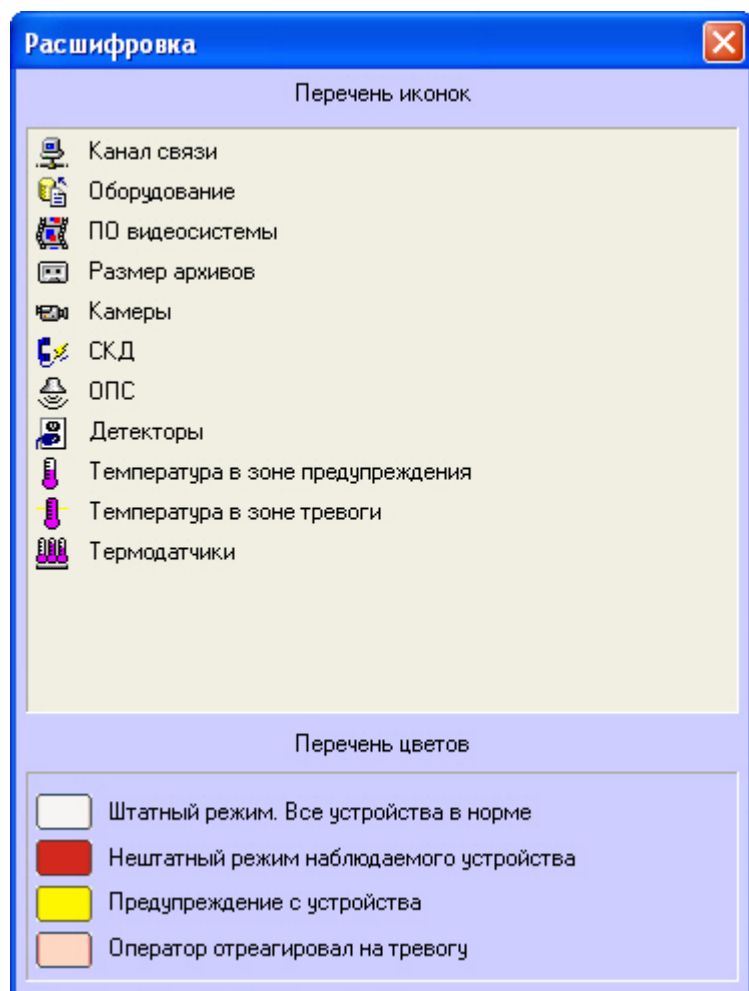 Расшифровка
Перечень иконок
Канал связи
Оборудование
ПО видеосистемы
Размер архивов
Камеры
СКД
ОПС
Детекторы
Температура в зоне предупреждения
Температура в зоне тревоги
Термодатчики
Перечень цветов
Штатный режим. Все устройства в норме
Нештатный режим наблюдаемого устройства
Предупреждение с устройства
Оператор отреагировал на тревогу